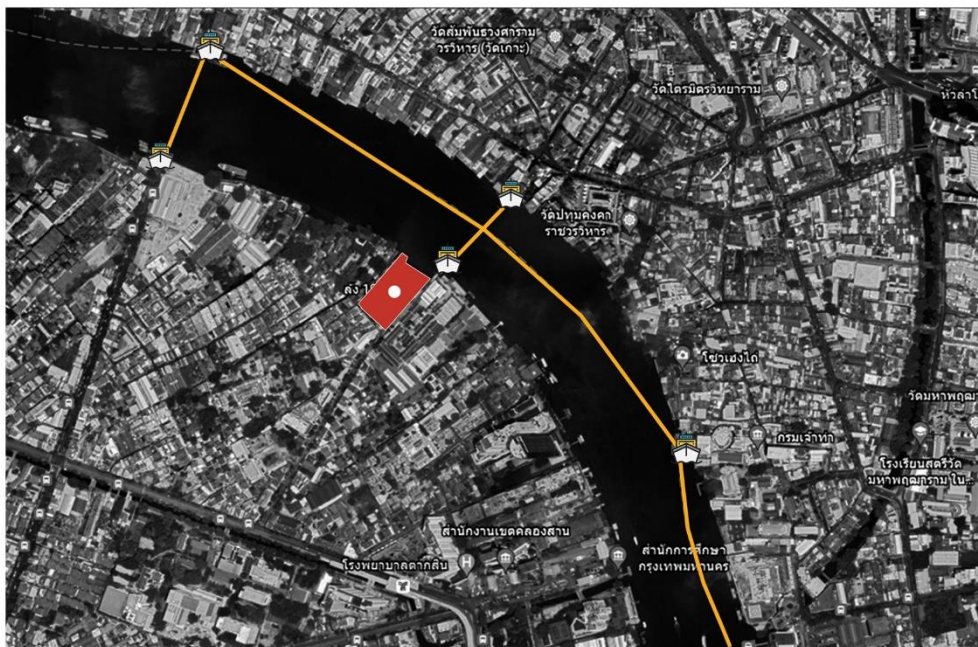 วัดสัมพันธวงศาราม
วรวิหาร (วัดเกาะ)
วัดไตรมิตรวิทยาราม
วัดปทุมคงคา
ราชวรวิหาร
ล้ง
โซวเฮงไถ่
กรมเจ้าท่า
โรงเรียนสตรีวัด
มหาพฤฒาราม ใน...
สำนักงานเขตคลองสาน
สำนักการศึกษา
กรุงเทพมหานคร
โรงพยาบาลตากสิน
H